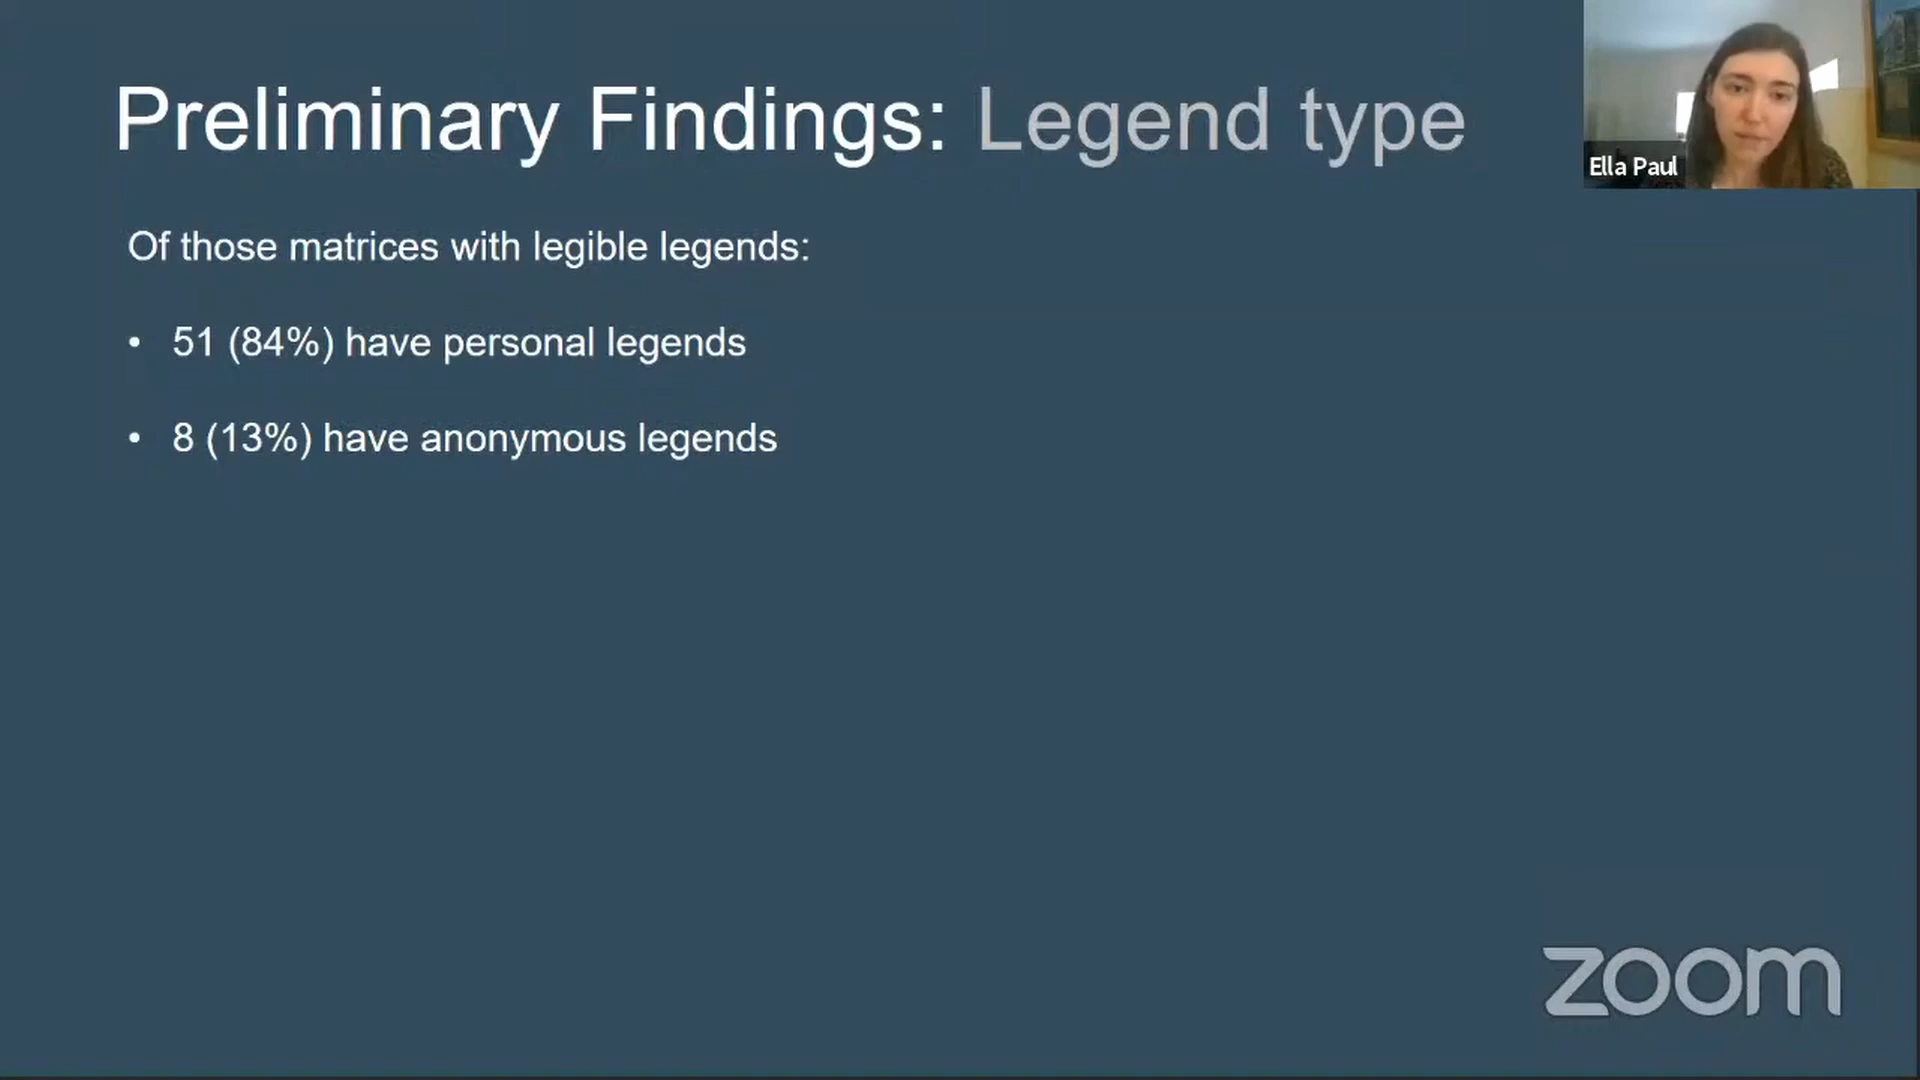 Preliminary Findings: Legend type
Ella Paul
Of those matrices with legible legends:
• 51 (84%) have personal legends
• 8 (13%) have anonymous legends
zoom